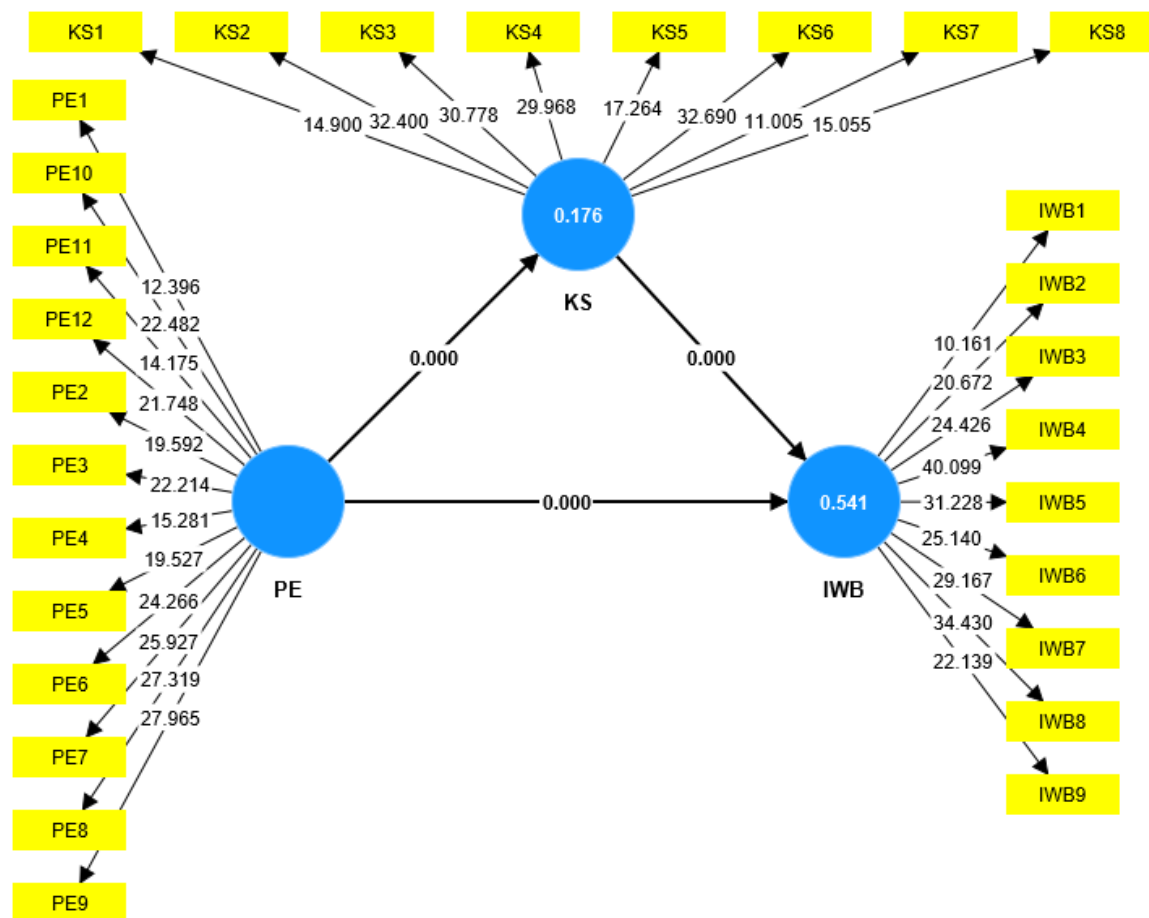 KS1 KS2 KS3 KS4 KS5 KS6 KS7 KS8
14.900 32.400 30.778 29.968 17.264 32.690 11.005 15.055
PE1
PE10
PE11
PE12
PE2
PE3
PE4
PE5
PE6
PE7
PE8
PE9
12.396
22.482
14.175
21.748
19.592
22.214
15.281
19.527
24.266
25.927
27.319
27.965
0.176
KS
0.000
0.000
0.000
PE
0.541
IWB
10.161
20.672
24.426
40.099
31.228
25.140
29.167
34.430
22.139
IWB1
IWB2
IWB3
IWB4
IWB5
IWB6
IWB7
IWB8
IWB9